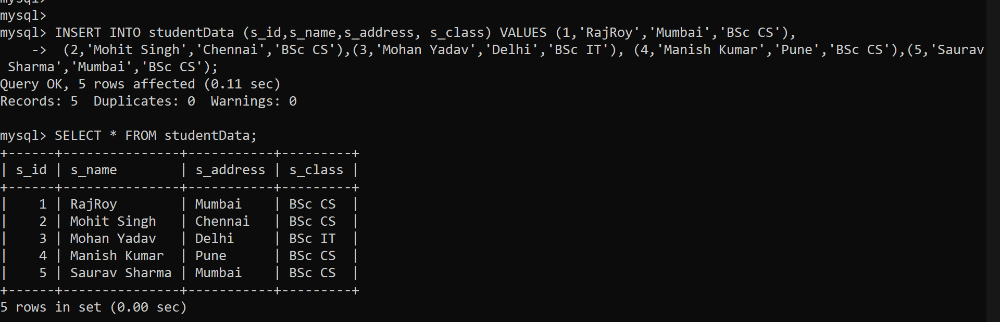 mysql>
mysql>
mysql> INSERT INTO studentData (s_id,s_name,s_address, s_class) VALUES (1,'RajRoy','Mumbai','BSc CS'),
    ->  (2,'Mohit Singh','Chennai','BSc CS'),(3,'Mohan Yadav','Delhi','BSc IT'), (4,'Manish Kumar','Pune','BSc CS'),(5,'Saurav
 Sharma','Mumbai','BSc CS');
Query OK, 5 rows affected (0.11 sec)
Records: 5  Duplicates: 0  Warnings: 0

mysql> SELECT * FROM studentData;
+------+---------------+-----------+---------+
| s_id | s_name        | s_address | s_class |
+------+---------------+-----------+---------+
|    1 | RajRoy        | Mumbai    | BSc CS  |
|    2 | Mohit Singh   | Chennai   | BSc CS  |
|    3 | Mohan Yadav   | Delhi     | BSc IT  |
|    4 | Manish Kumar  | Pune      | BSc CS  |
|    5 | Saurav Sharma | Mumbai    | BSc CS  |
+------+---------------+-----------+---------+
5 rows in set (0.00 sec)